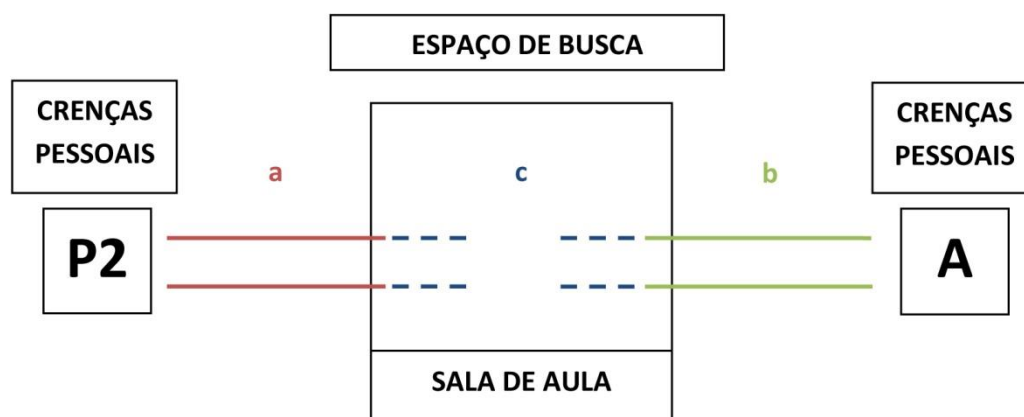 ESPAÇO DE BUSCA
CRENÇAS
PESSOAIS
CRENÇAS
PESSOAIS
a
c
b
P2
A
SALA DE AULA